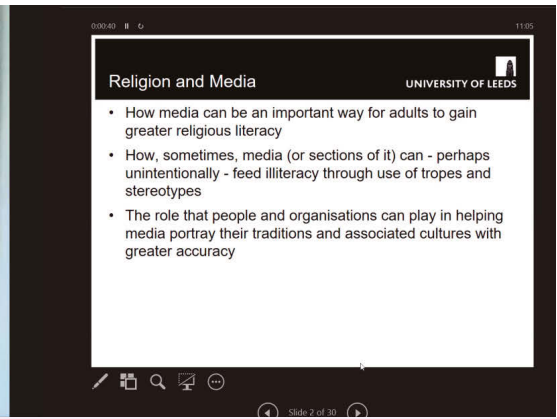 0:00:40
11:05
Religion and Media
UNIVERSITY OF LEEDS
• How media can be an important way for adults to gain
greater religious literacy
• How, sometimes, media (or sections of it) can - perhaps
unintentionally - feed illiteracy through use of tropes and
stereotypes
• The role that people and organisations can play in helping
media portray their traditions and associated cultures with
greater accuracy
Slide 2 of 30